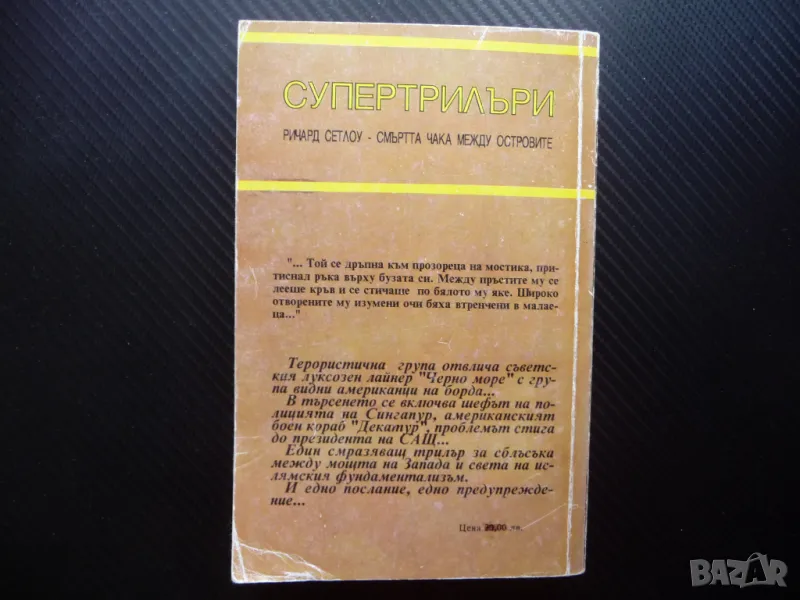 СУПЕРТРИЛЪРИ
РИЧАРД СЕТЛОУ - СМЪРТТА ЧАКА МЕЖДУ ОСТРОВИТЕ
"... Той се дръпна към прозореца на мостика, при-
тиснал ръка върху бузата си. Между пръстите му се
лееше кръв и се стичаше по бялото му яке. Широко
отворените му изумени очи бяха втренчени в малае-
ца..."
Терористична група отвлича съветс-
кия луксозен лайнер "Черно море" с гру-
па видни американци на борда...
В търсенето се включва шефът на по-
лицията на Сингапур, американският
боен кораб "Декатур", проблемът стига
до президента на САЩ...
Един смразяващ трилър за сблъсъка
между мощта на Запада и света на ис-
лямския фундаментализъм.
И едно послание, едно предупрежде-
ние...
Цена лв.
BAZAR